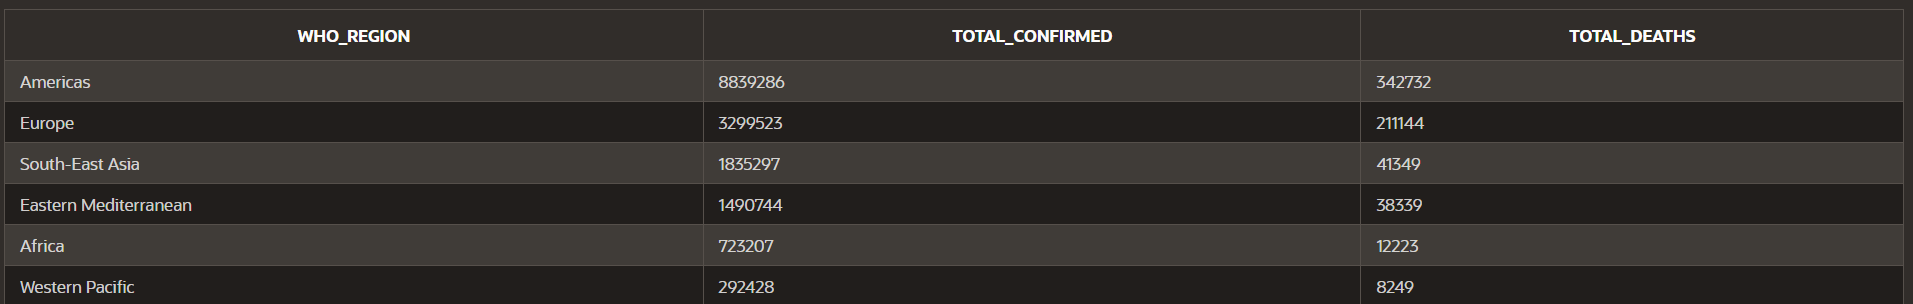 WHO_REGION TOTAL_CONFIRMED TOTAL_DEATHS
Americas 8839286 342732
Europe 3299523 211144
South-East Asia 1835297 41349
Eastern Mediterranean 1490744 38339
Africa 723207 12223
Western Pacific 292428 8249